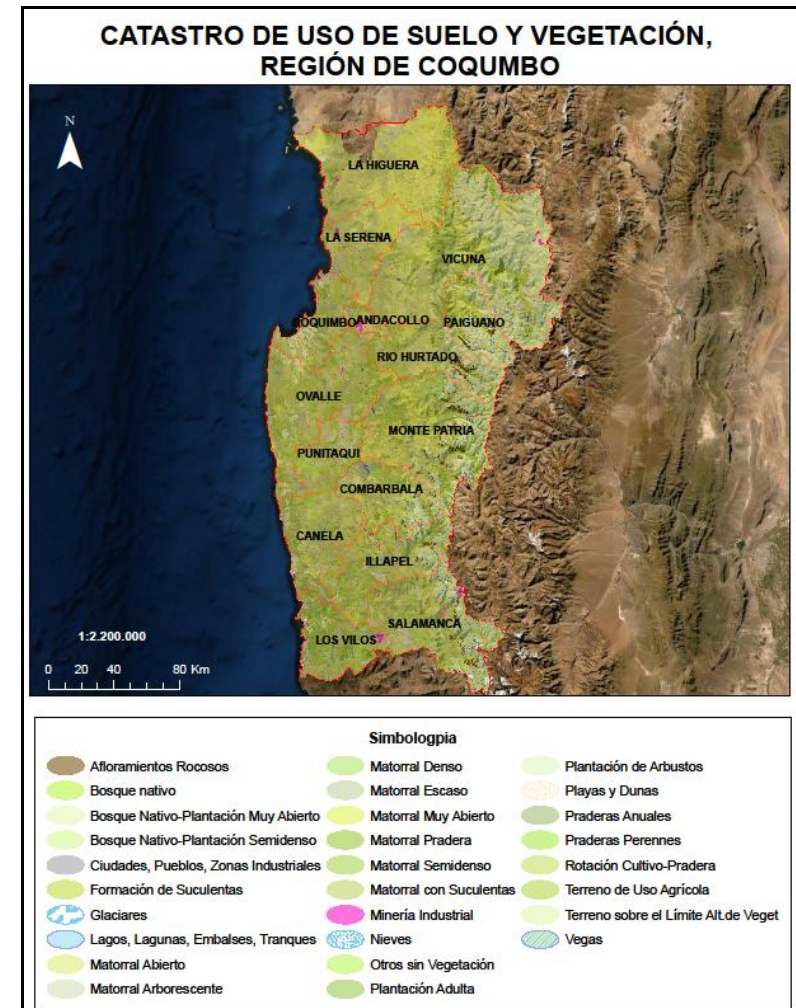 CATASTRO DE USO DE SUELO Y VEGETACIÓN,
REGIÓN DE COQUMBO
N
LA HIGUERA
LA SERENA
VICUNA
COQUIMBO
ANDACOLLO
PAIGUANO
RIO HURTADO
OVALLE
MONTE PATRIA
PUNITAQUI
COMBARBALA
CANELA
ILLAPEL
SALAMANCA
LOS VILOS
1:2.200.000
0 20 40 80 Km
Simbologpia
Afloramientos Rocosos
Bosque nativo
Bosque Nativo-Plantación Muy Abierto
Bosque Nativo-Plantación Semidenso
Ciudades, Pueblos, Zonas Industriales
Formación de Suculentas
Glaciares
Lagos, Lagunas, Embalses, Tranques
Matorral Abierto
Matorral Arborescente
Matorral Denso
Matorral Escaso
Matorral Muy Abierto
Matorral Pradera
Matorral Semidenso
Matorral con Suculentas
Minería Industrial
Nieves
Otros sin Vegetación
Plantación Adulta
Plantación de Arbustos
Playas y Dunas
Praderas Anuales
Praderas Perennes
Rotación Cultivo-Pradera
Terreno de Uso Agrícola
Terreno sobre el Límite Alt.de Veget
Vegas